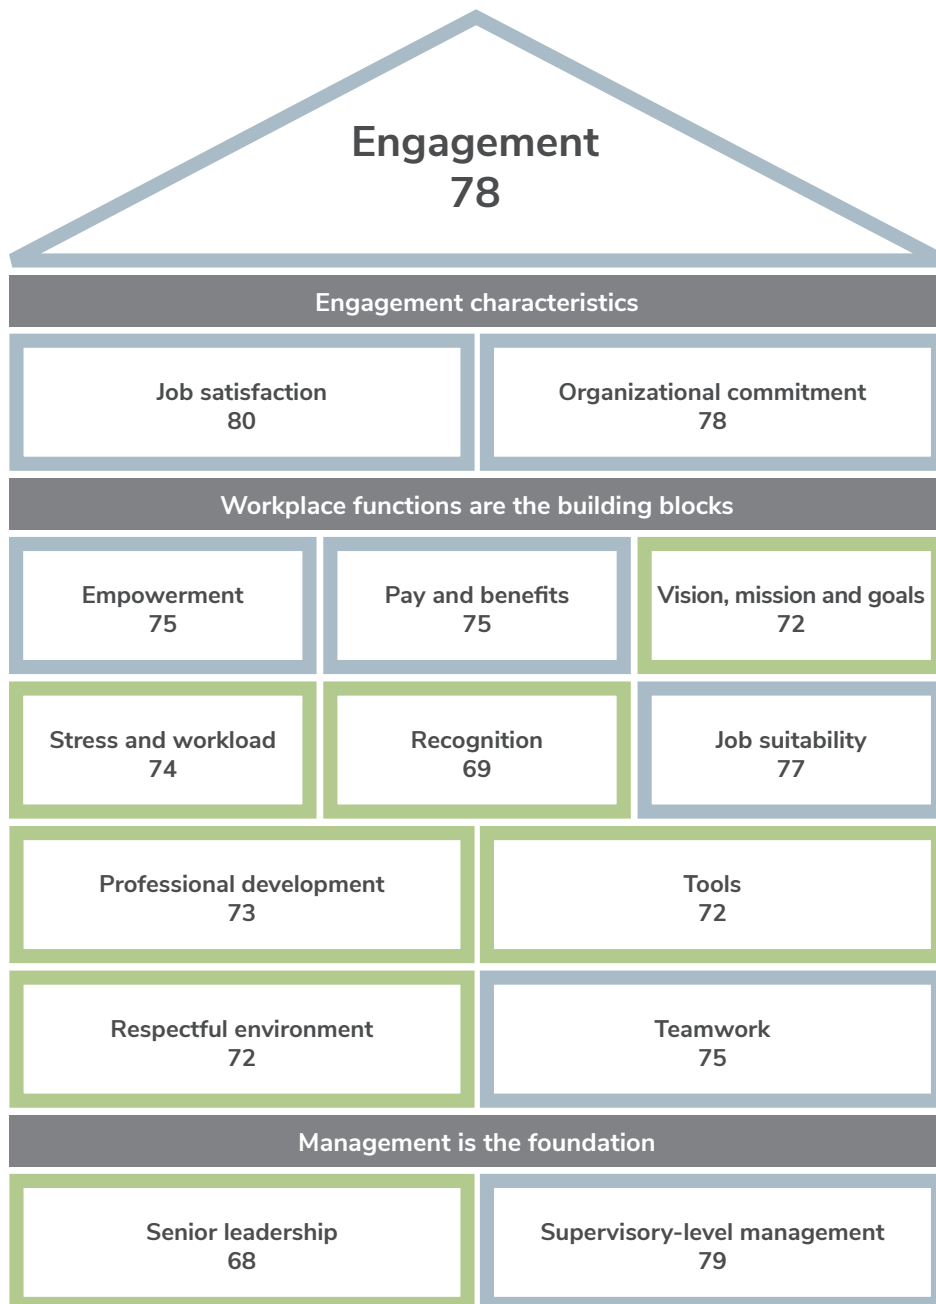 Engagement
78
Engagement characteristics
Job satisfaction
80
Organizational commitment
78
Workplace functions are the building blocks
Empowerment
75
Pay and benefits
75
Vision, mission and goals
72
Stress and workload
74
Recognition
69
Job suitability
77
Professional development
73
Tools
72
Respectful environment
72
Teamwork
75
Management is the foundation
Senior leadership
68
Supervisory-level management
79